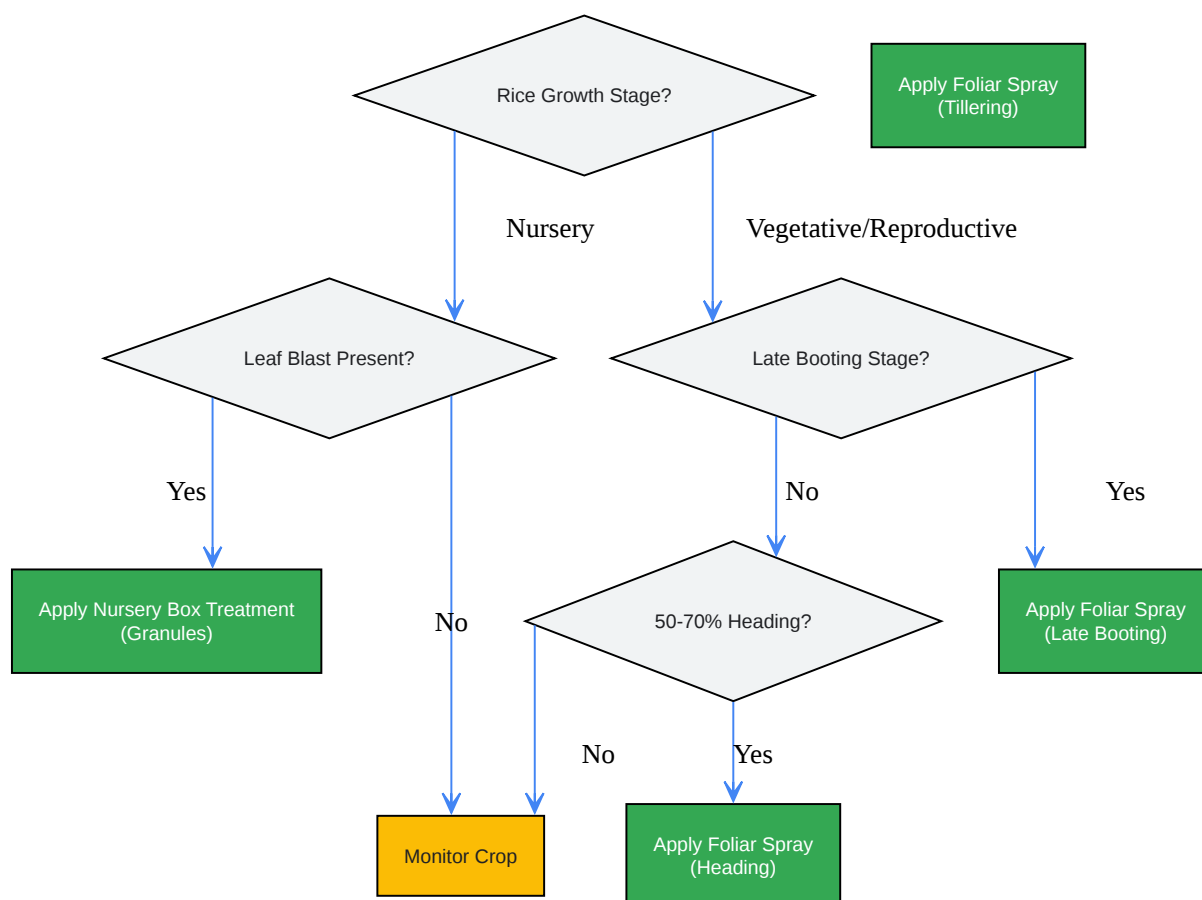 Rice Growth Stage?
Apply Foliar Spray
(Tillering)
Nursery
Vegetative/Reproductive
Leaf Blast Present?
Late Booting Stage?
Yes
No
Yes
Apply Nursery Box Treatment
(Granules)
No
50-70% Heading?
Apply Foliar Spray
(Late Booting)
No
Yes
Monitor Crop
Apply Foliar Spray
(Heading)